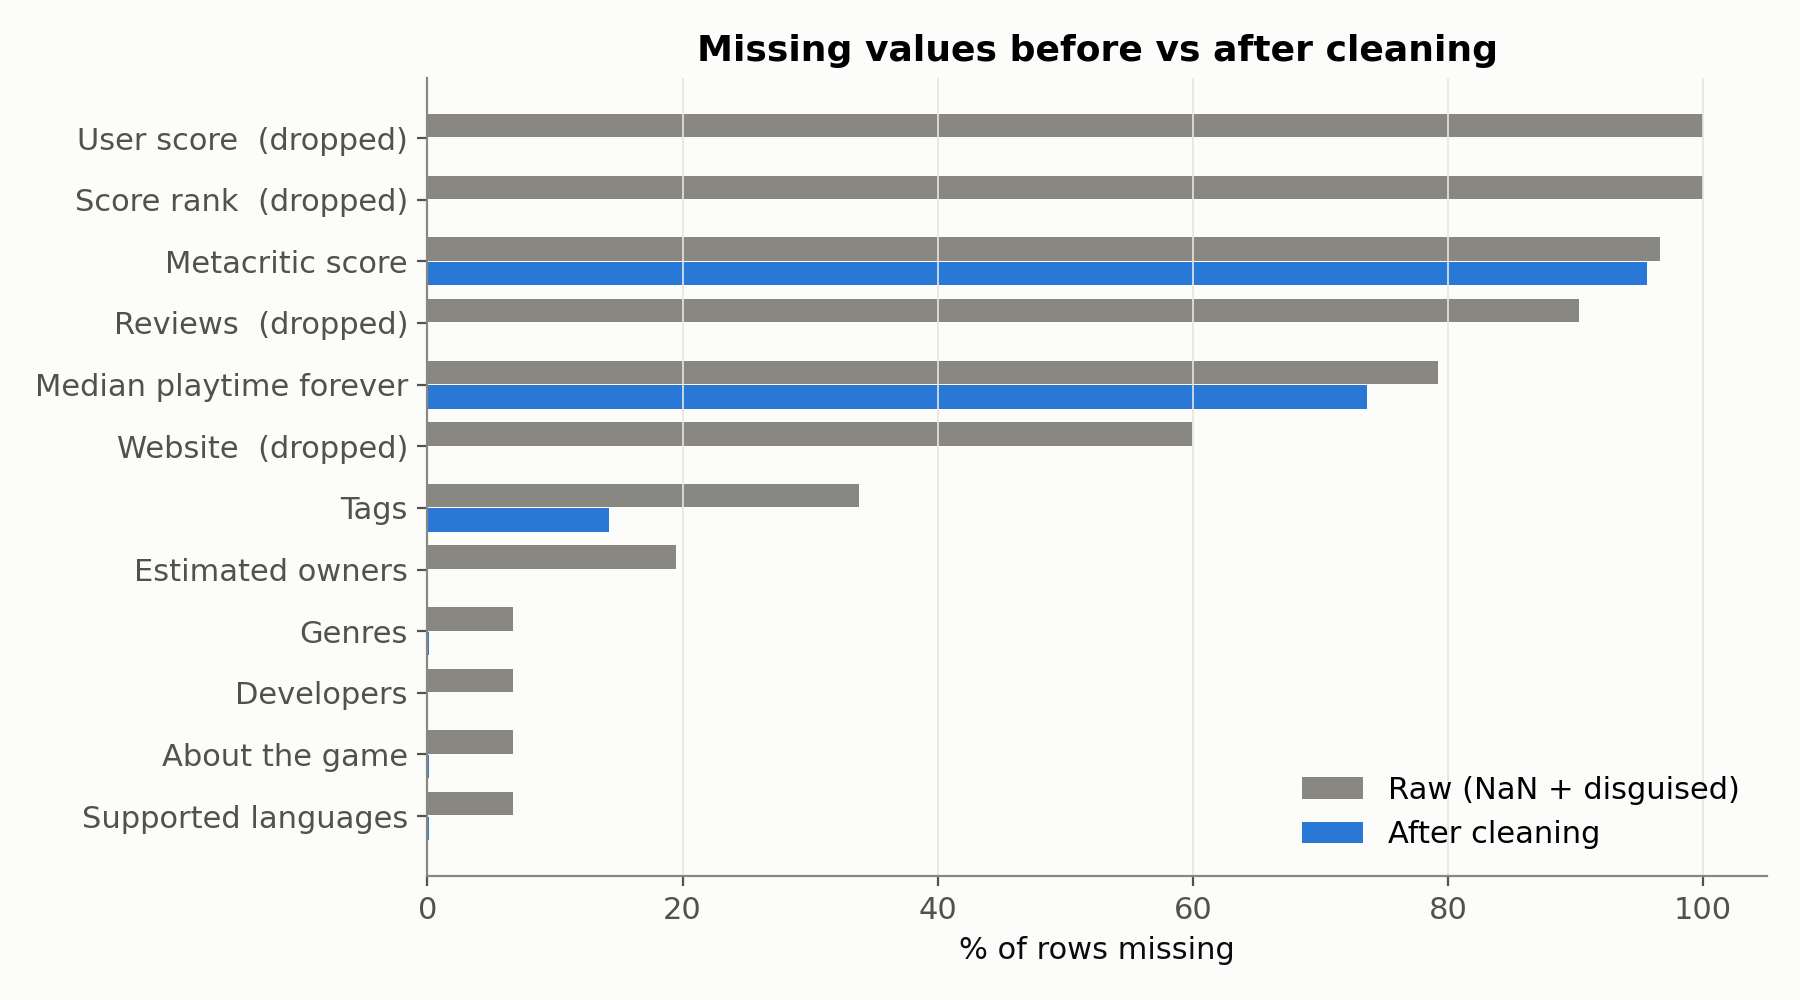 Missing values before vs after cleaning
User score  (dropped)
Score rank  (dropped)
Metacritic score
Reviews  (dropped)
Median playtime forever
Website  (dropped)
Tags
Estimated owners
Genres
Developers
About the game
Supported languages
Raw (NaN + disguised)
After cleaning
0 20 40 60 80 100
% of rows missing